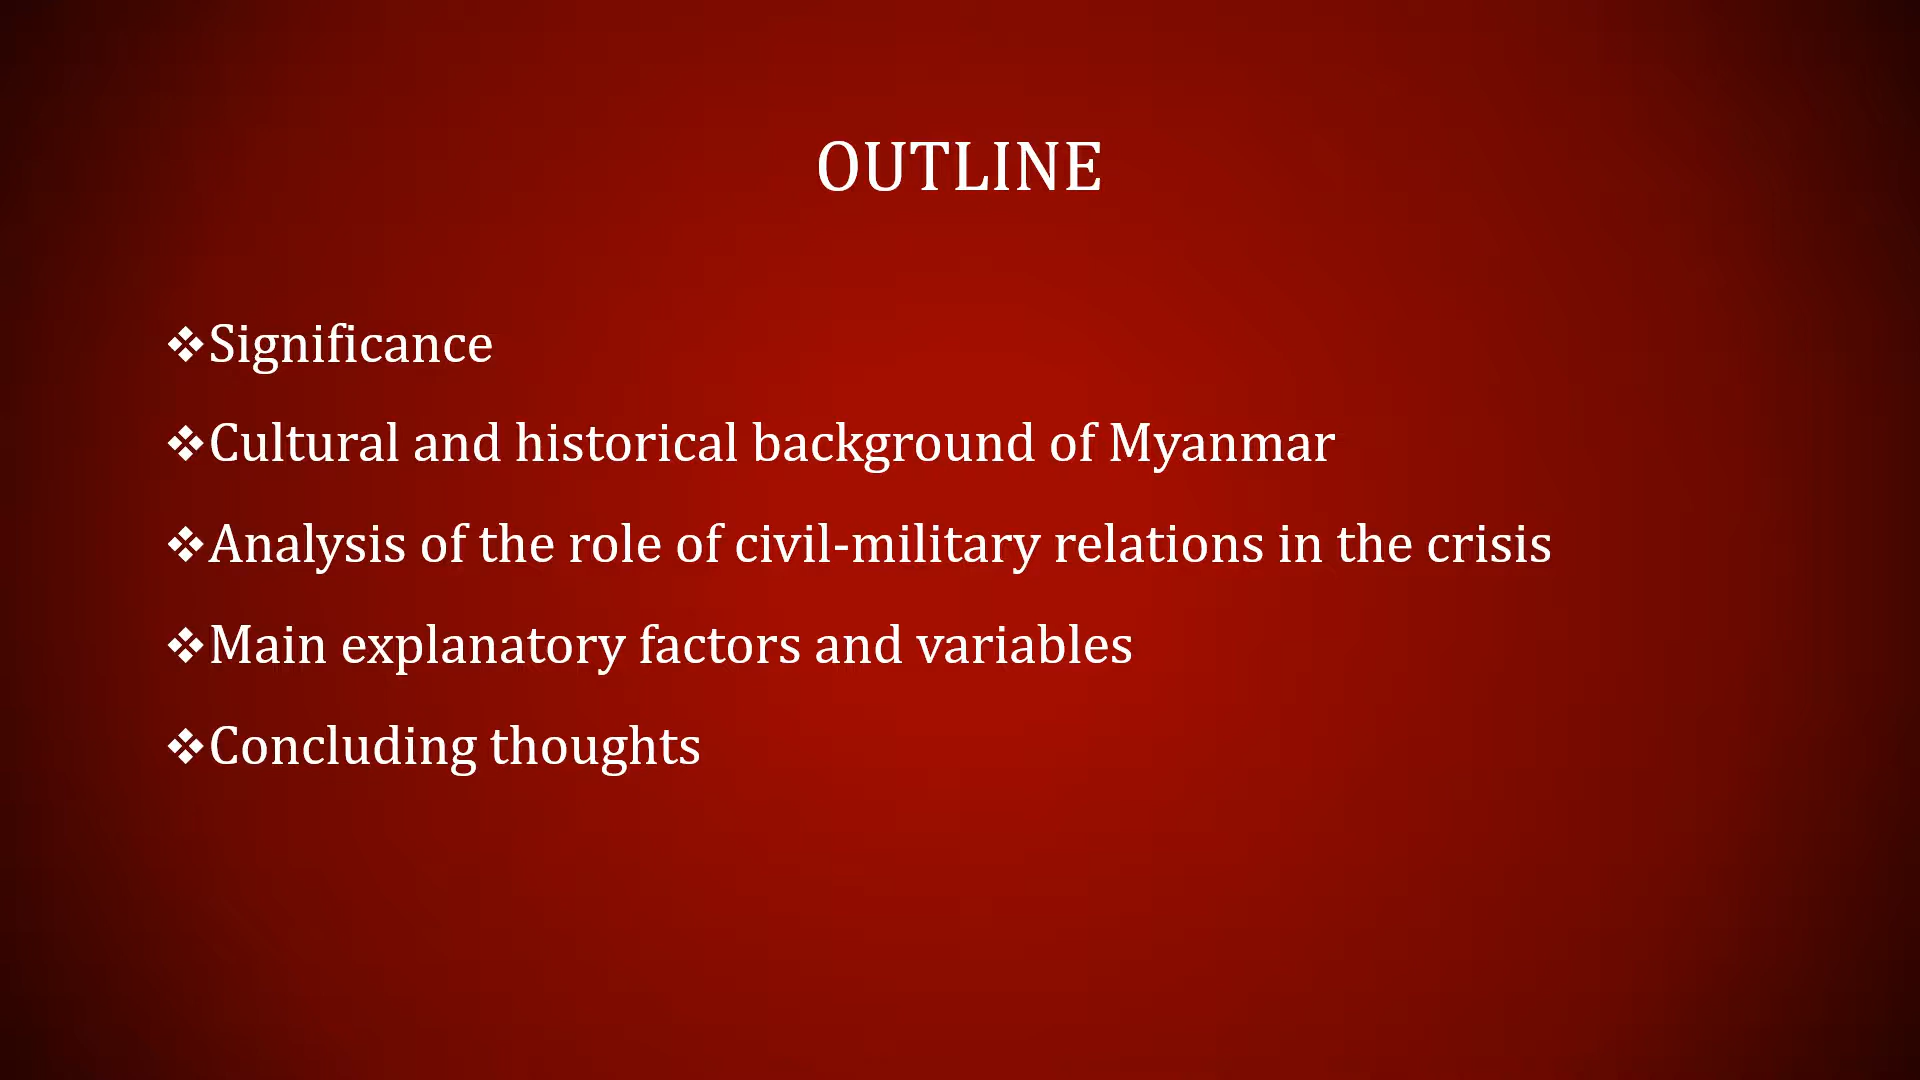 OUTLINE
❖Significance
❖Cultural and historical background of Myanmar
❖Analysis of the role of civil-military relations in the crisis
❖Main explanatory factors and variables
❖Concluding thoughts